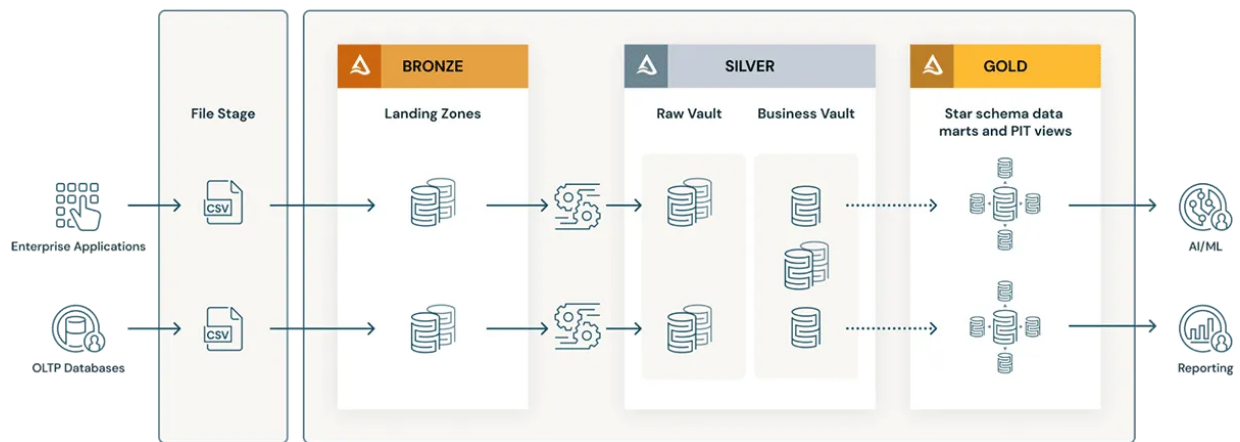 BRONZE
SILVER
GOLD
File Stage
Landing Zones
Raw Vault
Business Vault
Star schema data
marts and PIT views
CSV
Enterprise Applications
AI/ML
CSV
OLTP Databases
Reporting